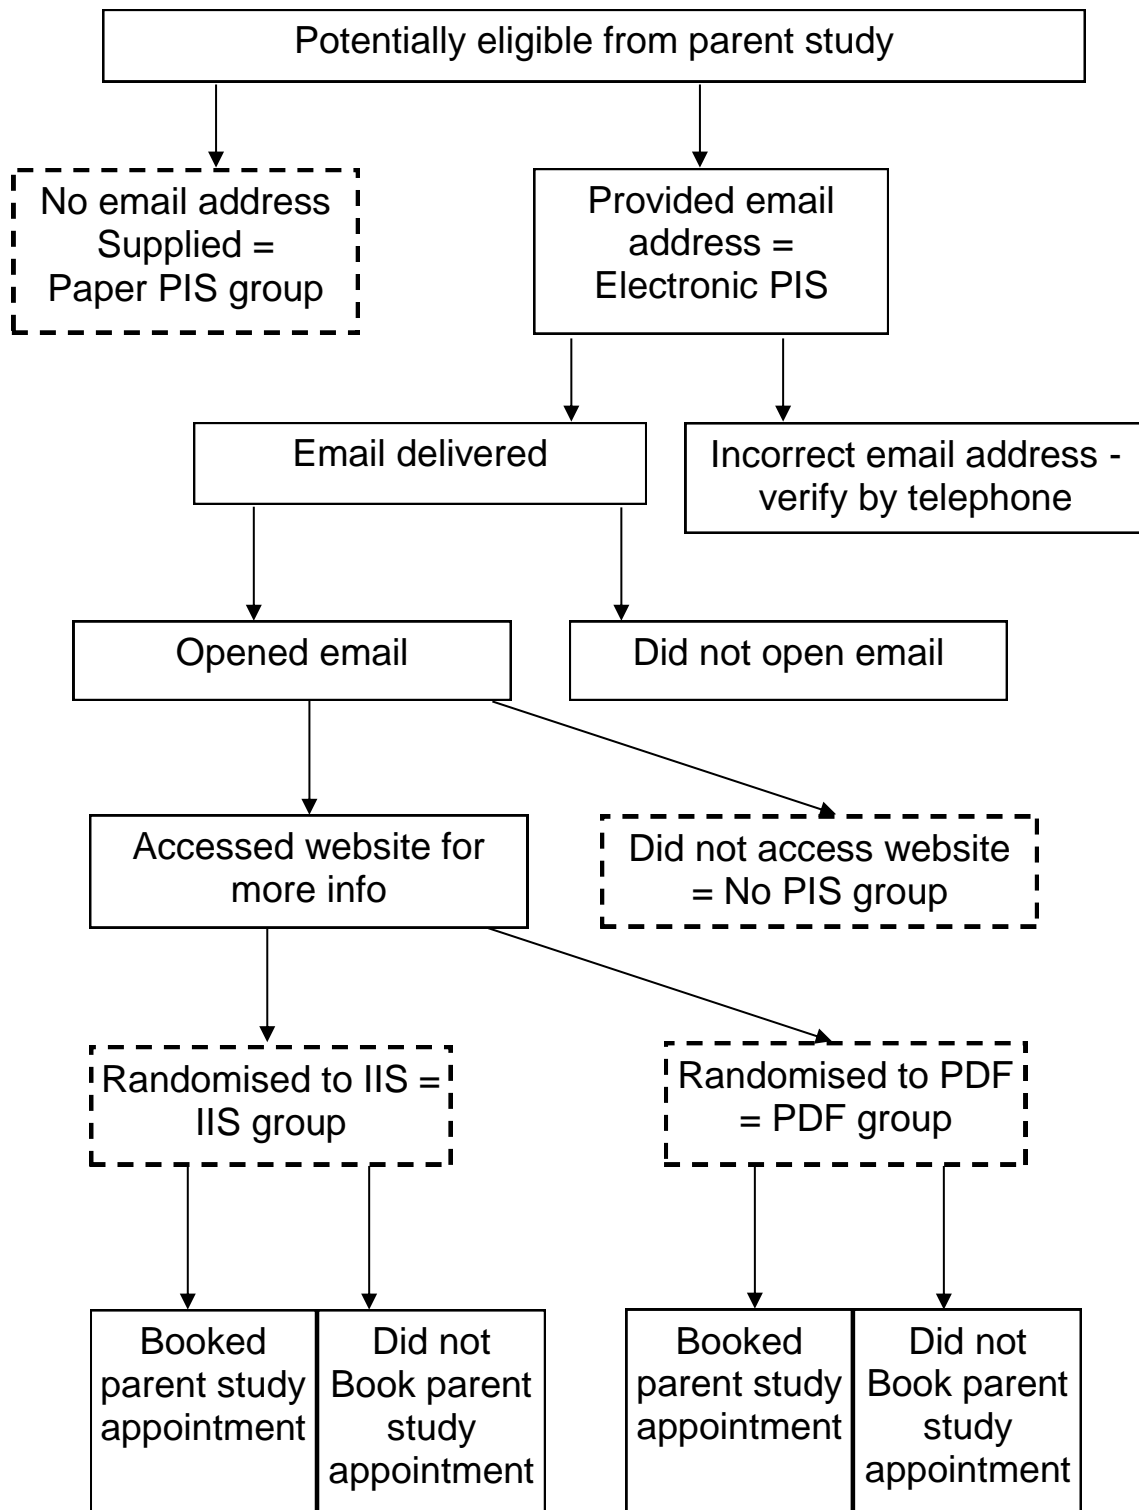 Potentially eligible from parent study
No email address
Supplied =
Paper PIS group
Provided email
address =
Electronic PIS
Email delivered
Incorrect email address -
verify by telephone
Opened email
Did not open email
Accessed website for
more info
Did not access website
= No PIS group
Randomised to IIS =
IIS group
Randomised to PDF
= PDF group
Booked
parent study
appointment
Did not
Book parent
study
appointment
Booked
parent study
appointment
Did not
Book parent
study
appointment